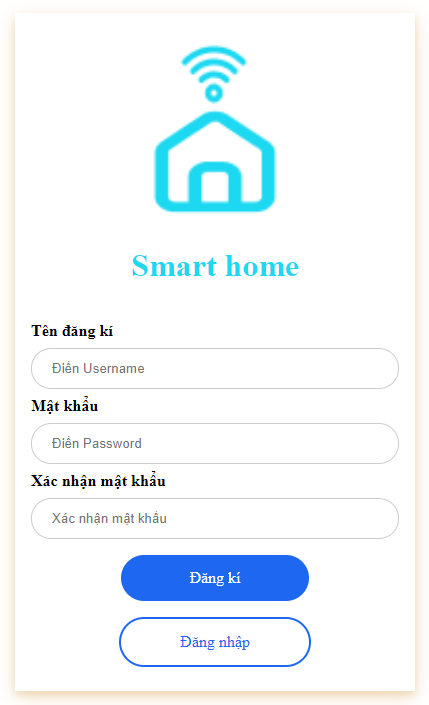 Smart home
Tên đăng kí
Điền Username
Mật khẩu
Điền Password
Xác nhận mật khẩu
Xác nhận mật khẩu
Đăng kí
Đăng nhập